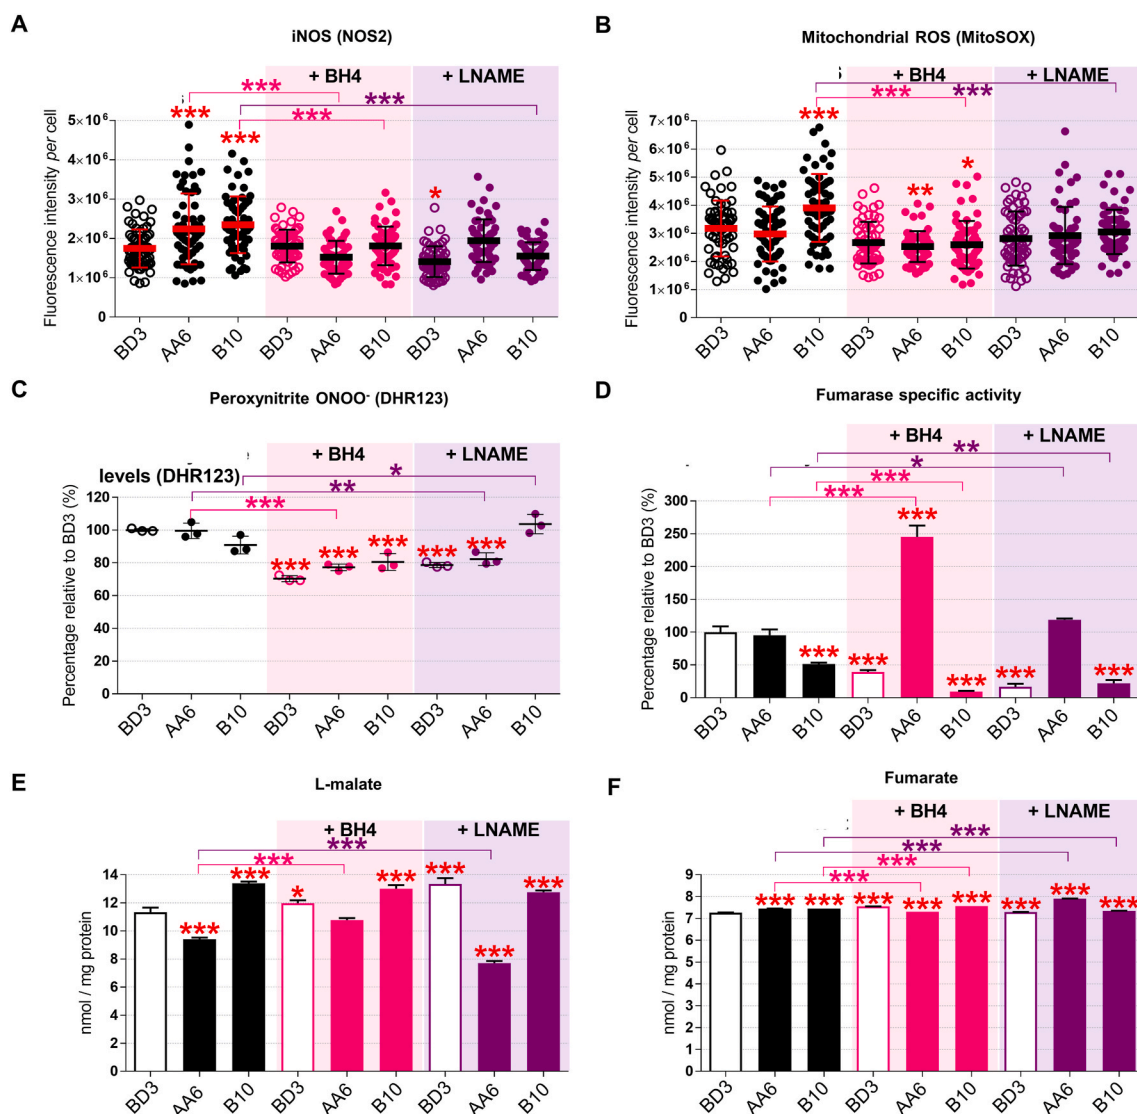 A
iNOS (NOS2)
+ BH4
+ LNAME
***
***
***
***
***
*
Fluorescence intensity per cell
5×10⁶
4×10⁶
3×10⁶
2×10⁶
1×10⁶
0
BD3 AA6 B10 BD3 AA6 B10 BD3 AA6 B10
B
Mitochondrial ROS (MitoSOX)
+ BH4
+ LNAME
***
***
***
*
**
Fluorescence intensity per cell
7×10⁶
6×10⁶
5×10⁶
4×10⁶
3×10⁶
2×10⁶
1×10⁶
0
BD3 AA6 B10 BD3 AA6 B10 BD3 AA6 B10
C
Peroxynitrite ONOO⁻ (DHR123)
+ BH4
+ LNAME
levels (DHR123)
*
**
***
*** *** *** *** ***
Percentage relative to BD3 (%)
120
100
80
60
40
20
0
BD3 AA6 B10 BD3 AA6 B10 BD3 AA6 B10
D
Fumarase specific activity
+ BH4
+ LNAME
**
*
***
***
***
*** *** *** *** ***
Percentage relative to BD3 (%)
300
250
200
150
100
50
0
BD3 AA6 B10 BD3 AA6 B10 BD3 AA6 B10
E
L-malate
+ BH4
+ LNAME
***
***
*** *** * *** *** *** ***
nmol / mg protein
14
12
10
8
6
4
2
0
BD3 AA6 B10 BD3 AA6 B10 BD3 AA6 B10
F
Fumarate
+ BH4
+ LNAME
***
***
***
***
*** *** *** *** *** *** *** ***
nmol / mg protein
9
8
7
6
5
4
3
2
1
0
BD3 AA6 B10 BD3 AA6 B10 BD3 AA6 B10